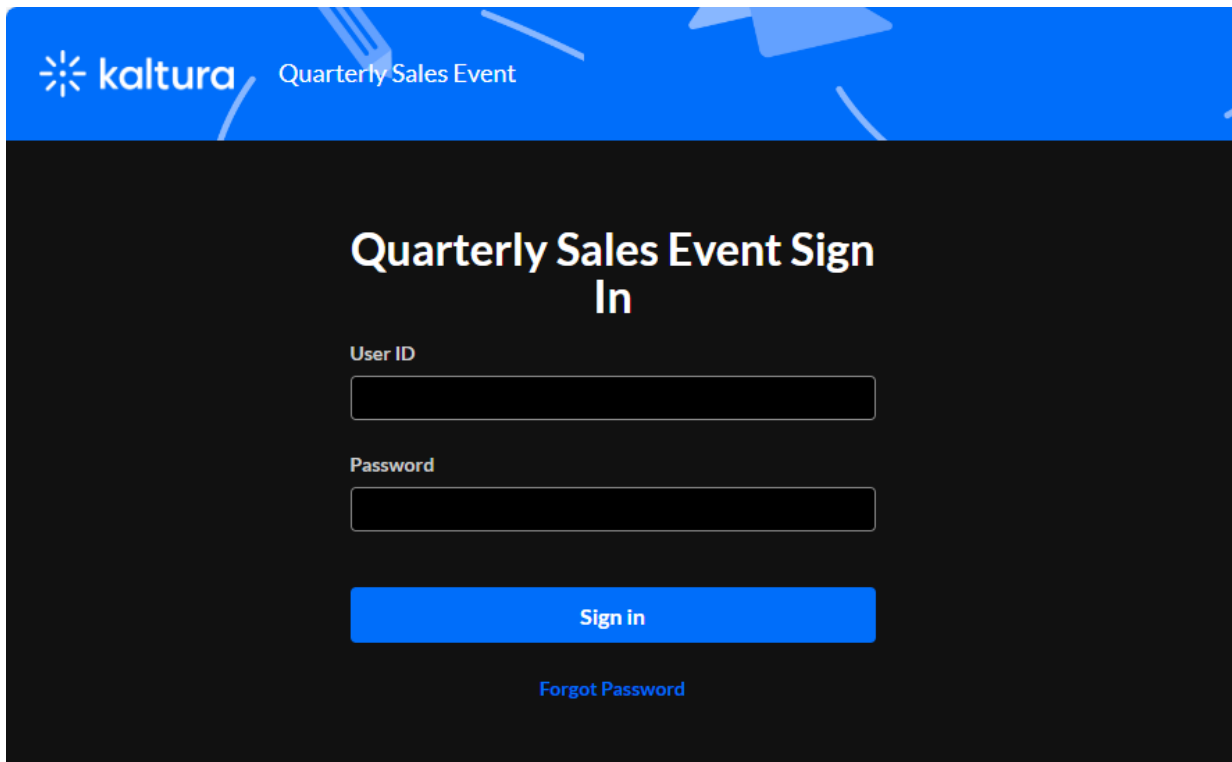 kaltura Quarterly Sales Event
Quarterly Sales Event Sign
In
User ID
Password
Sign in
Forgot Password